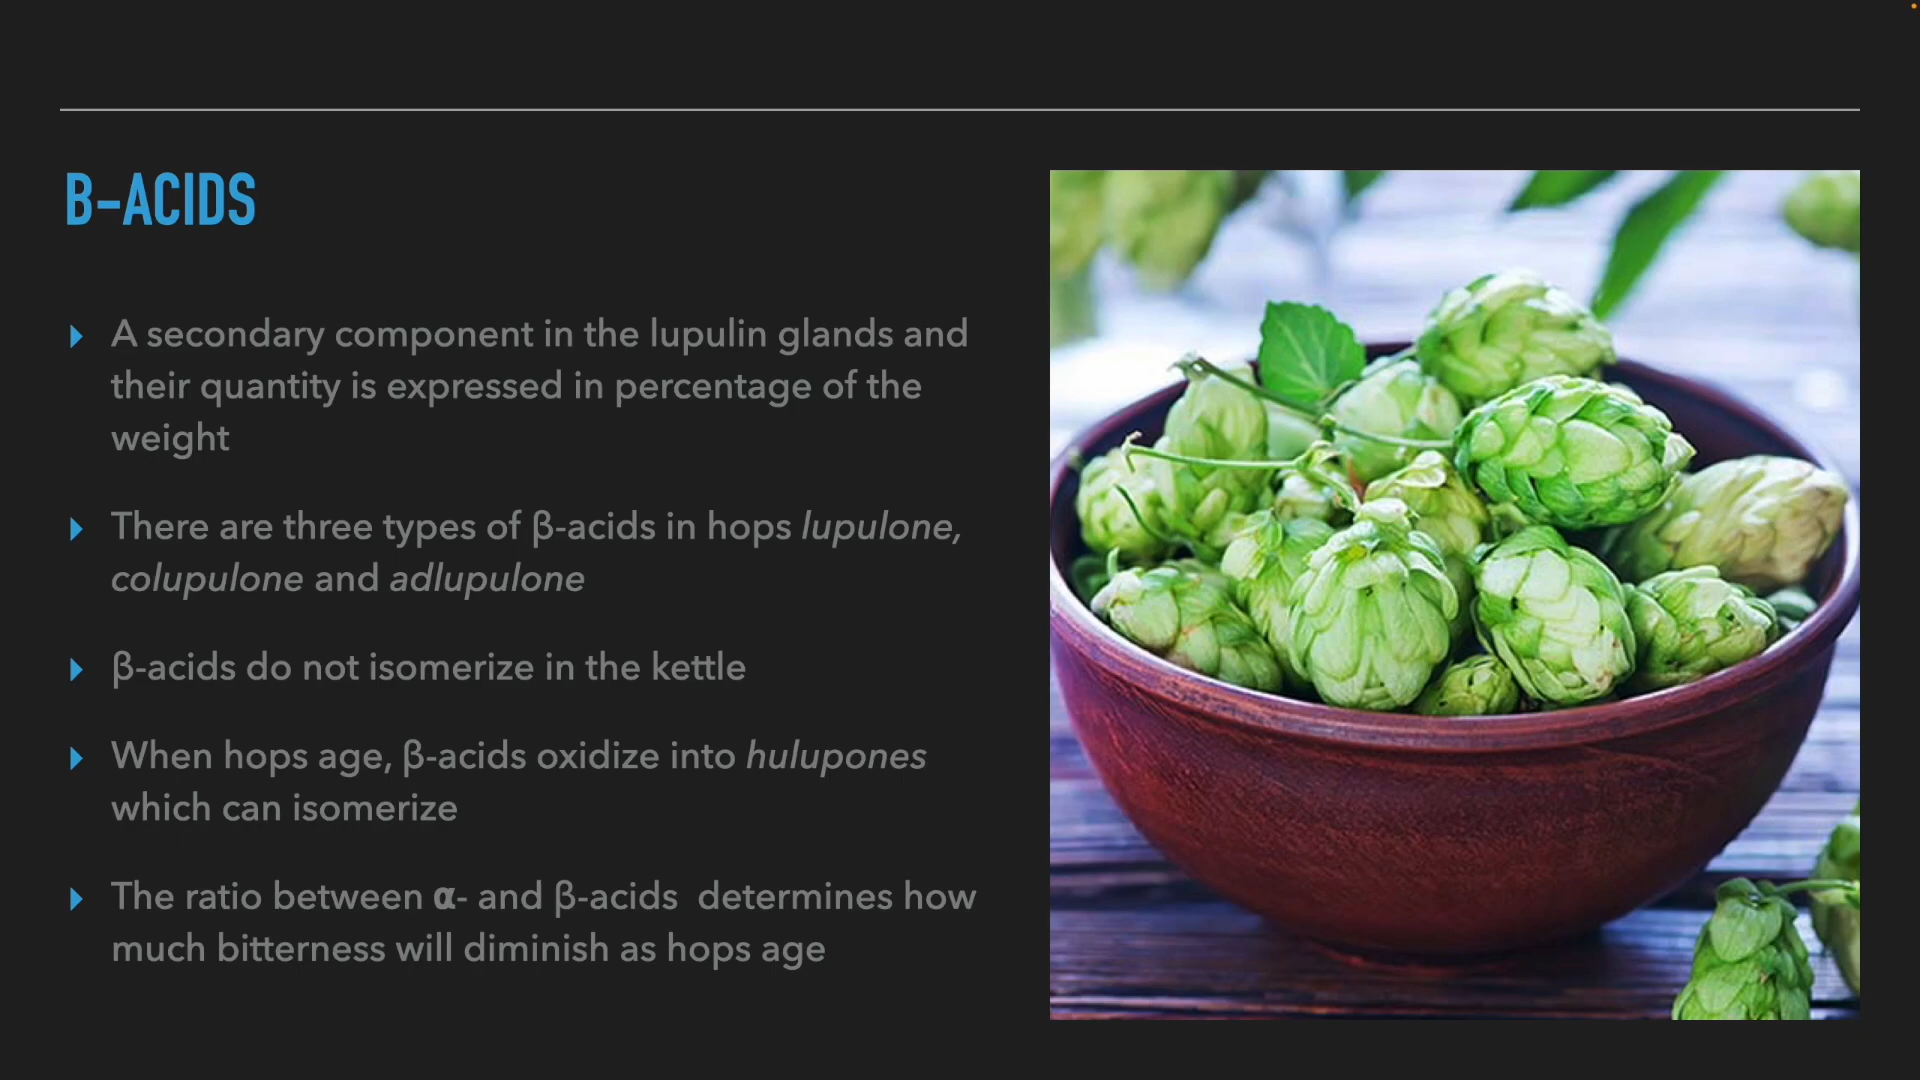 B-ACIDS
A secondary component in the lupulin glands and
their quantity is expressed in percentage of the
weight
There are three types of β-acids in hops lupulone,
colupulone and adlupulone
β-acids do not isomerize in the kettle
When hops age, β-acids oxidize into hulupones
which can isomerize
The ratio between α- and β-acids  determines how
much bitterness will diminish as hops age